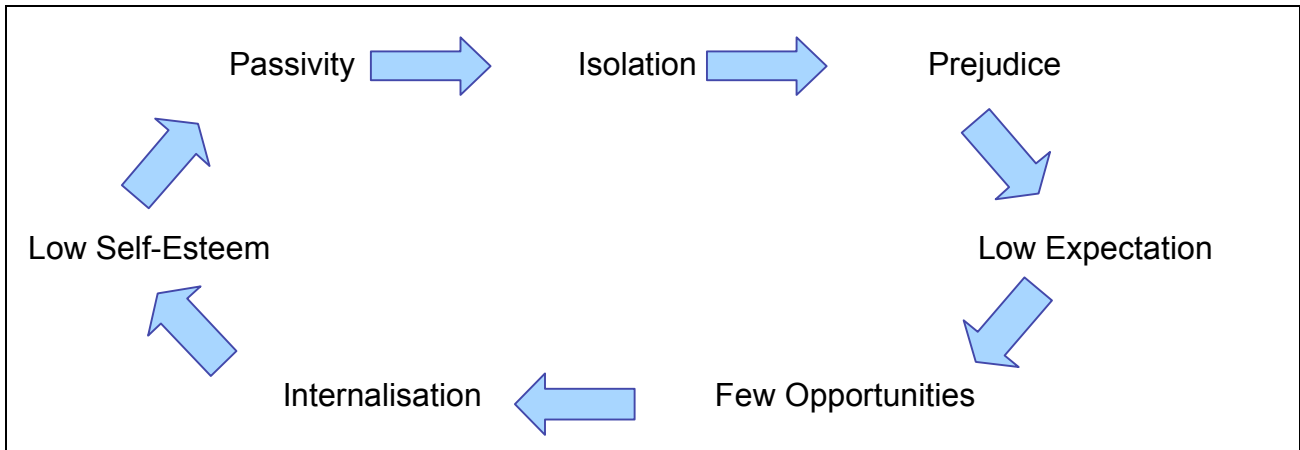 Passivity Isolation Prejudice
Low Self-Esteem Low Expectation
Internalisation Few Opportunities